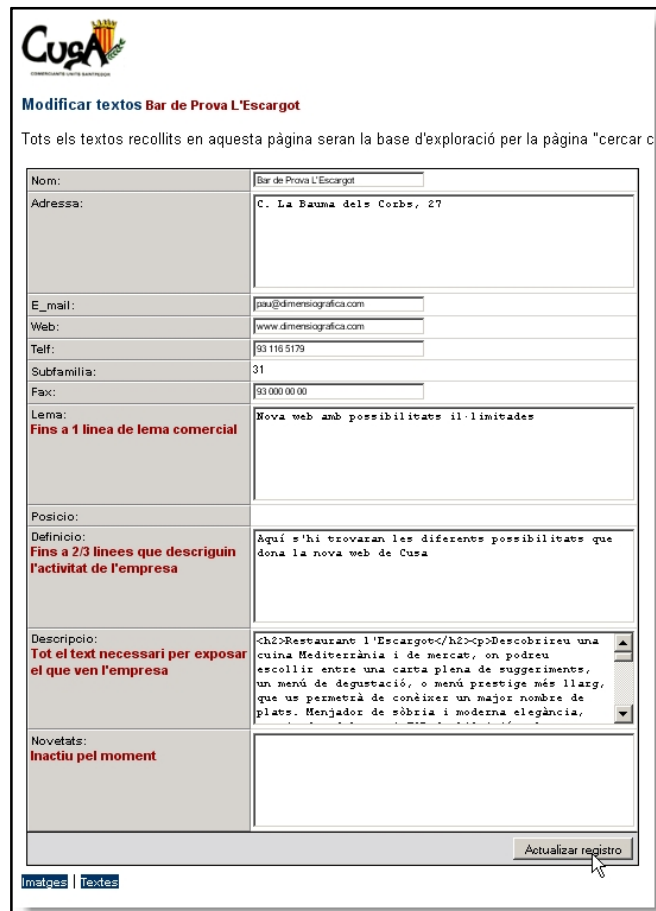 CUSA
COMERCIANTS UNITS SANTPEDOR
Modificar textos Bar de Prova L'Escargot
Tots els textos recollits en aquesta pàgina seran la base d'exploració per la pàgina "cercar c
Nom: Bar de Prova L'Escargot
Adressa: C. La Bauma dels Corbs, 27
E_mail: pau@dimensiografica.com
Web: www.dimensiografica.com
Telf: 93 116 5179
Subfamilia: 31
Fax: 93 000 00 00
Lema: Nova web amb possibilitats il·limitades
Fins a 1 linea de lema comercial
Posicio:
Definicio:
Fins a 2/3 linees que descriguin
l'activitat de l'empresa
Aquí s'hi trovaran les diferents possibilitats que
dona la nova web de Cusa
Descripcio:
Tot el text necessari per exposar
el que ven l'empresa
<h2>Restaurant l'Escargot</h2><p>Descobrireu una
cuina Mediterrània i de mercat, on podreu
escollir entre una carta plena de suggeriments,
un menú de degustació, o menú prestige més llarg,
que us permetrà de conèixer un major nombre de
plats. Menjador de sòbria i moderna elegància,
Novetats:
Inactiu pel moment
Actualizar registro
Imatges | Textes